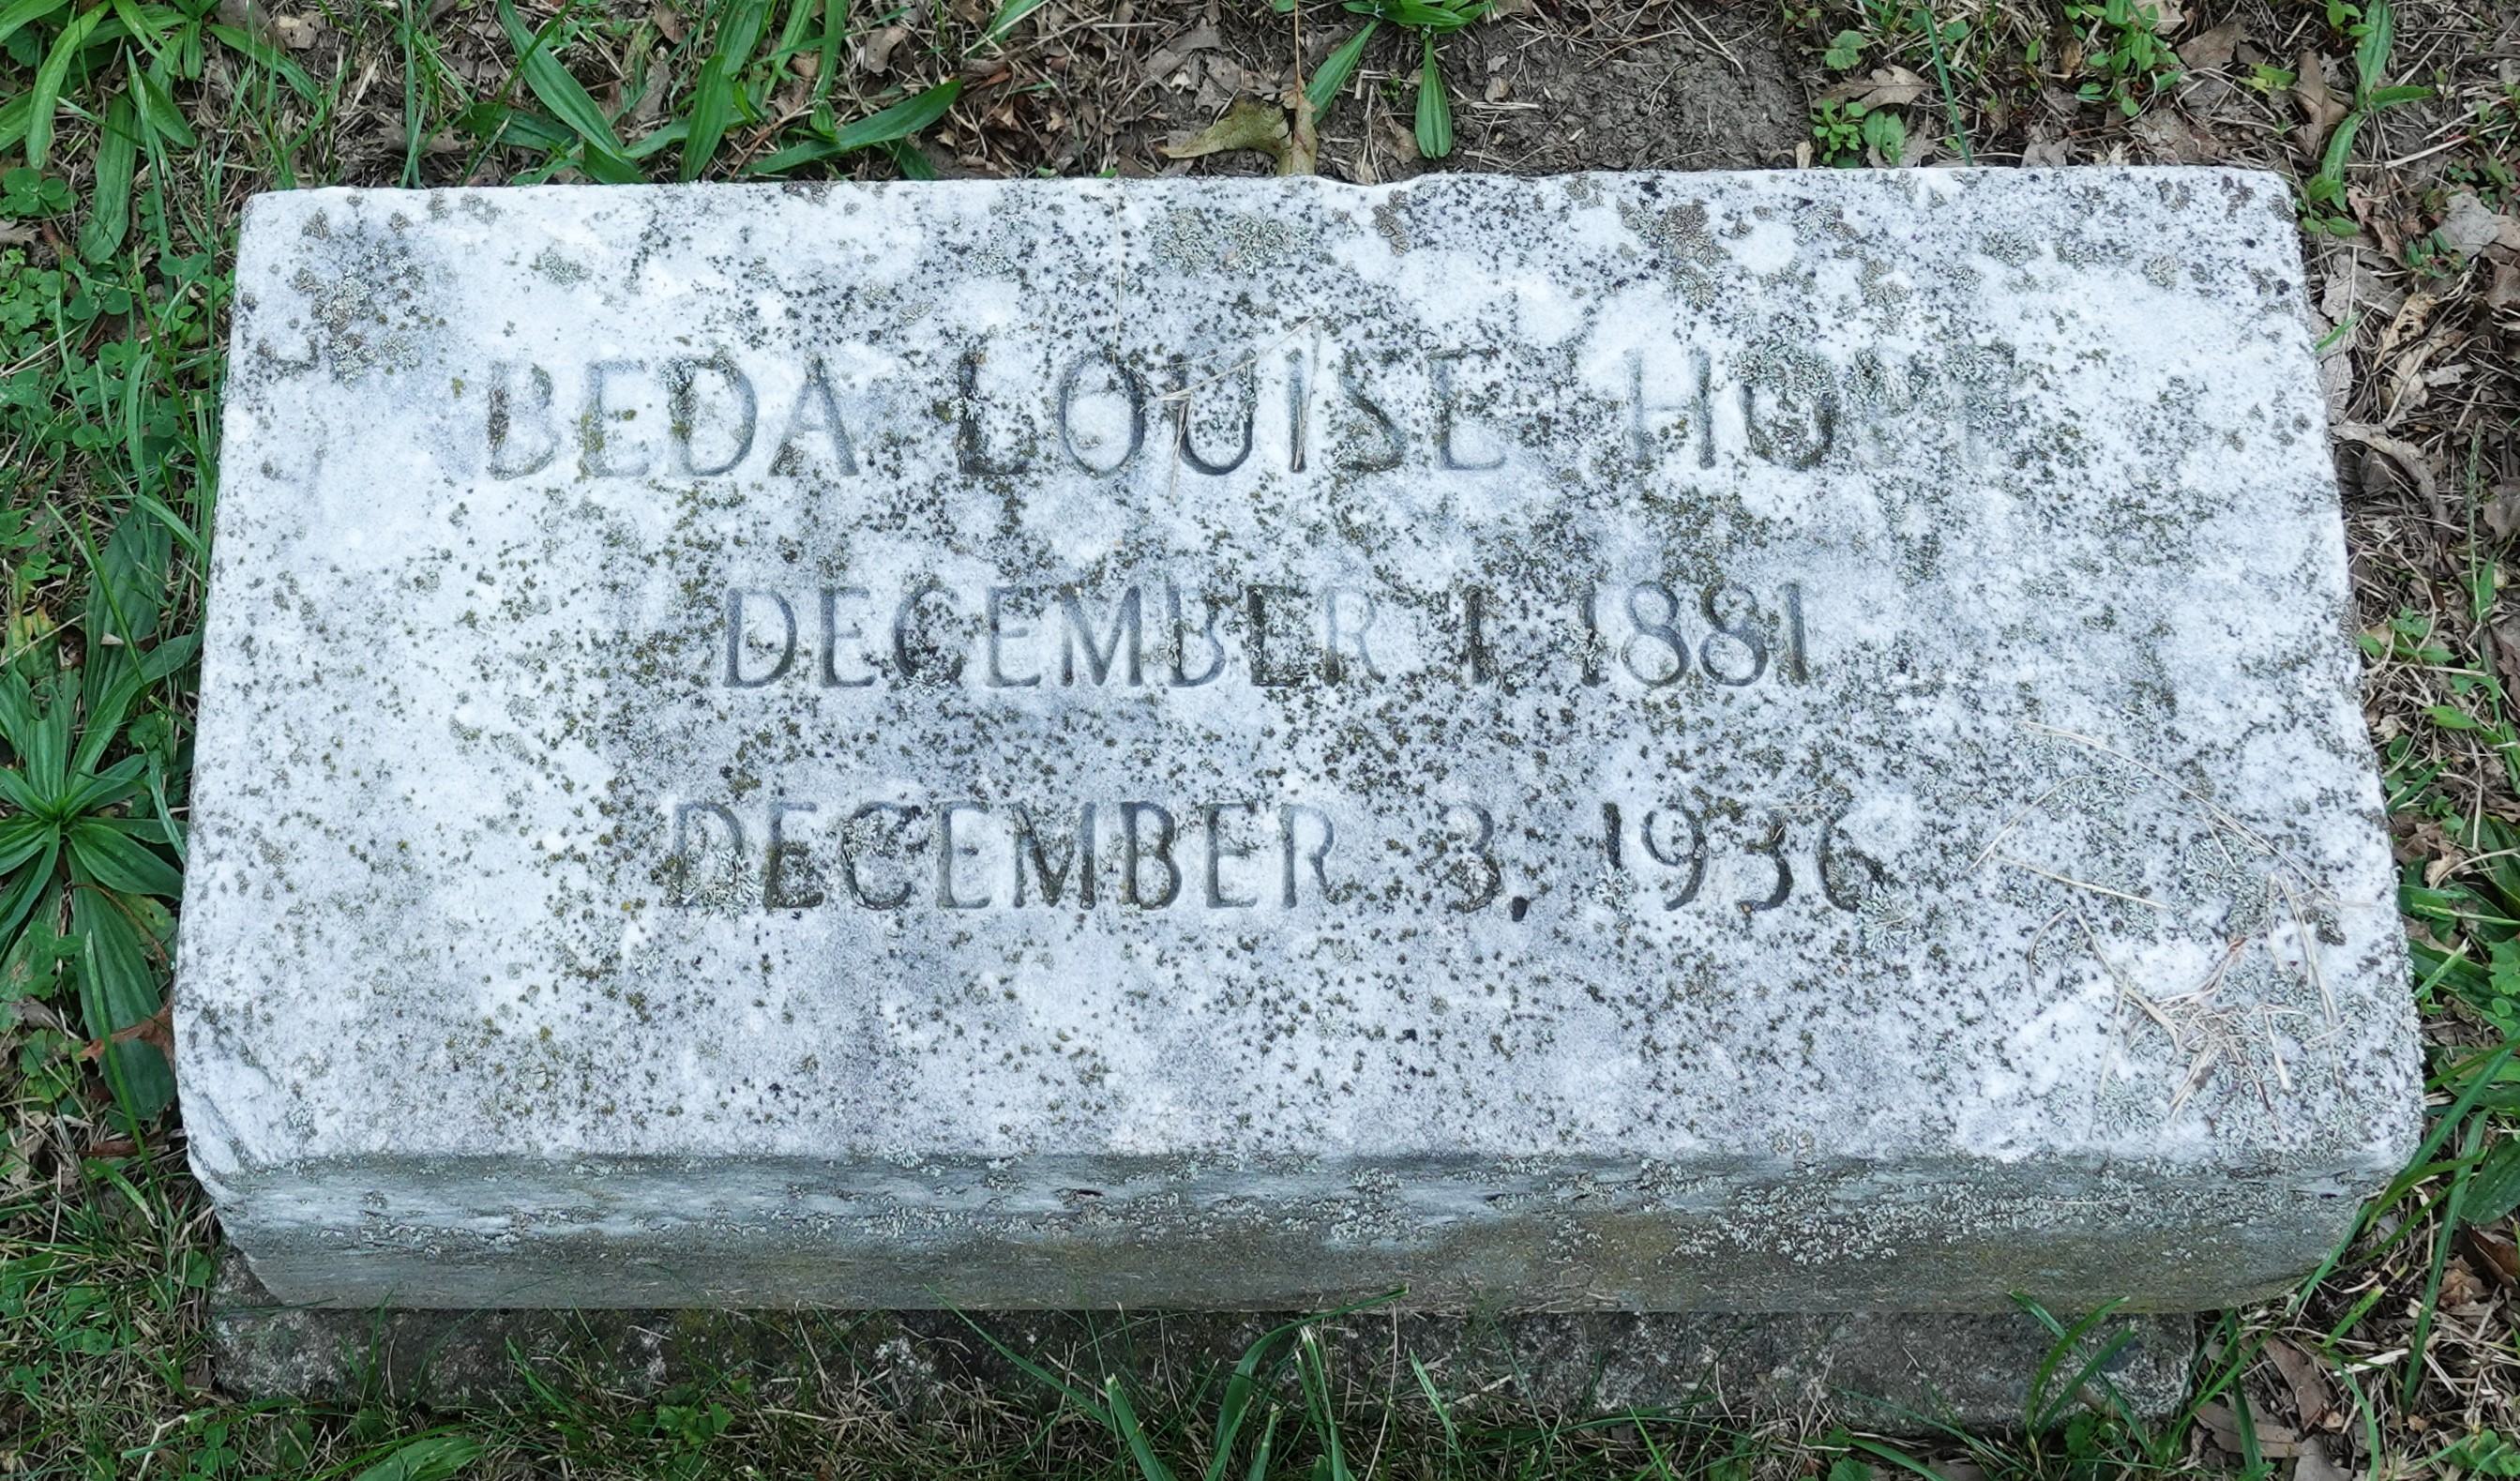 BEDA LOUISE
DECEMBER 1, 1881
DECEMBER 3, 1936